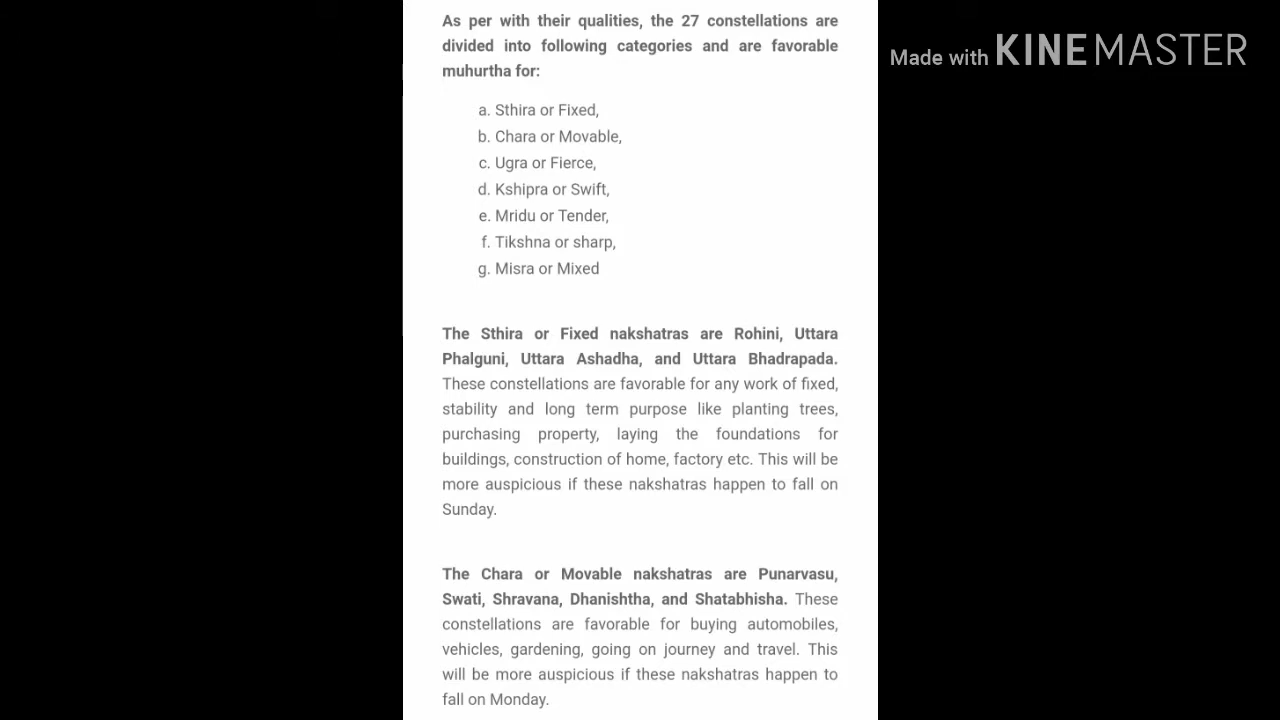 As per with their qualities, the 27 constellations are
divided into following categories and are favorable
muhurtha for:
a. Sthira or Fixed,
b. Chara or Movable,
c. Ugra or Fierce,
d. Kshipra or Swift,
e. Mridu or Tender,
f. Tikshna or sharp,
g. Misra or Mixed
The Sthira or Fixed nakshatras are Rohini, Uttara
Phalguni, Uttara Ashadha, and Uttara Bhadrapada.
These constellations are favorable for any work of fixed,
stability and long term purpose like planting trees,
purchasing property, laying the foundations for
buildings, construction of home, factory etc. This will be
more auspicious if these nakshatras happen to fall on
Sunday.
The Chara or Movable nakshatras are Punarvasu,
Swati, Shravana, Dhanishtha, and Shatabhisha. These
constellations are favorable for buying automobiles,
vehicles, gardening, going on journey and travel. This
will be more auspicious if these nakshatras happen to
fall on Monday.
Made with KINEMASTER